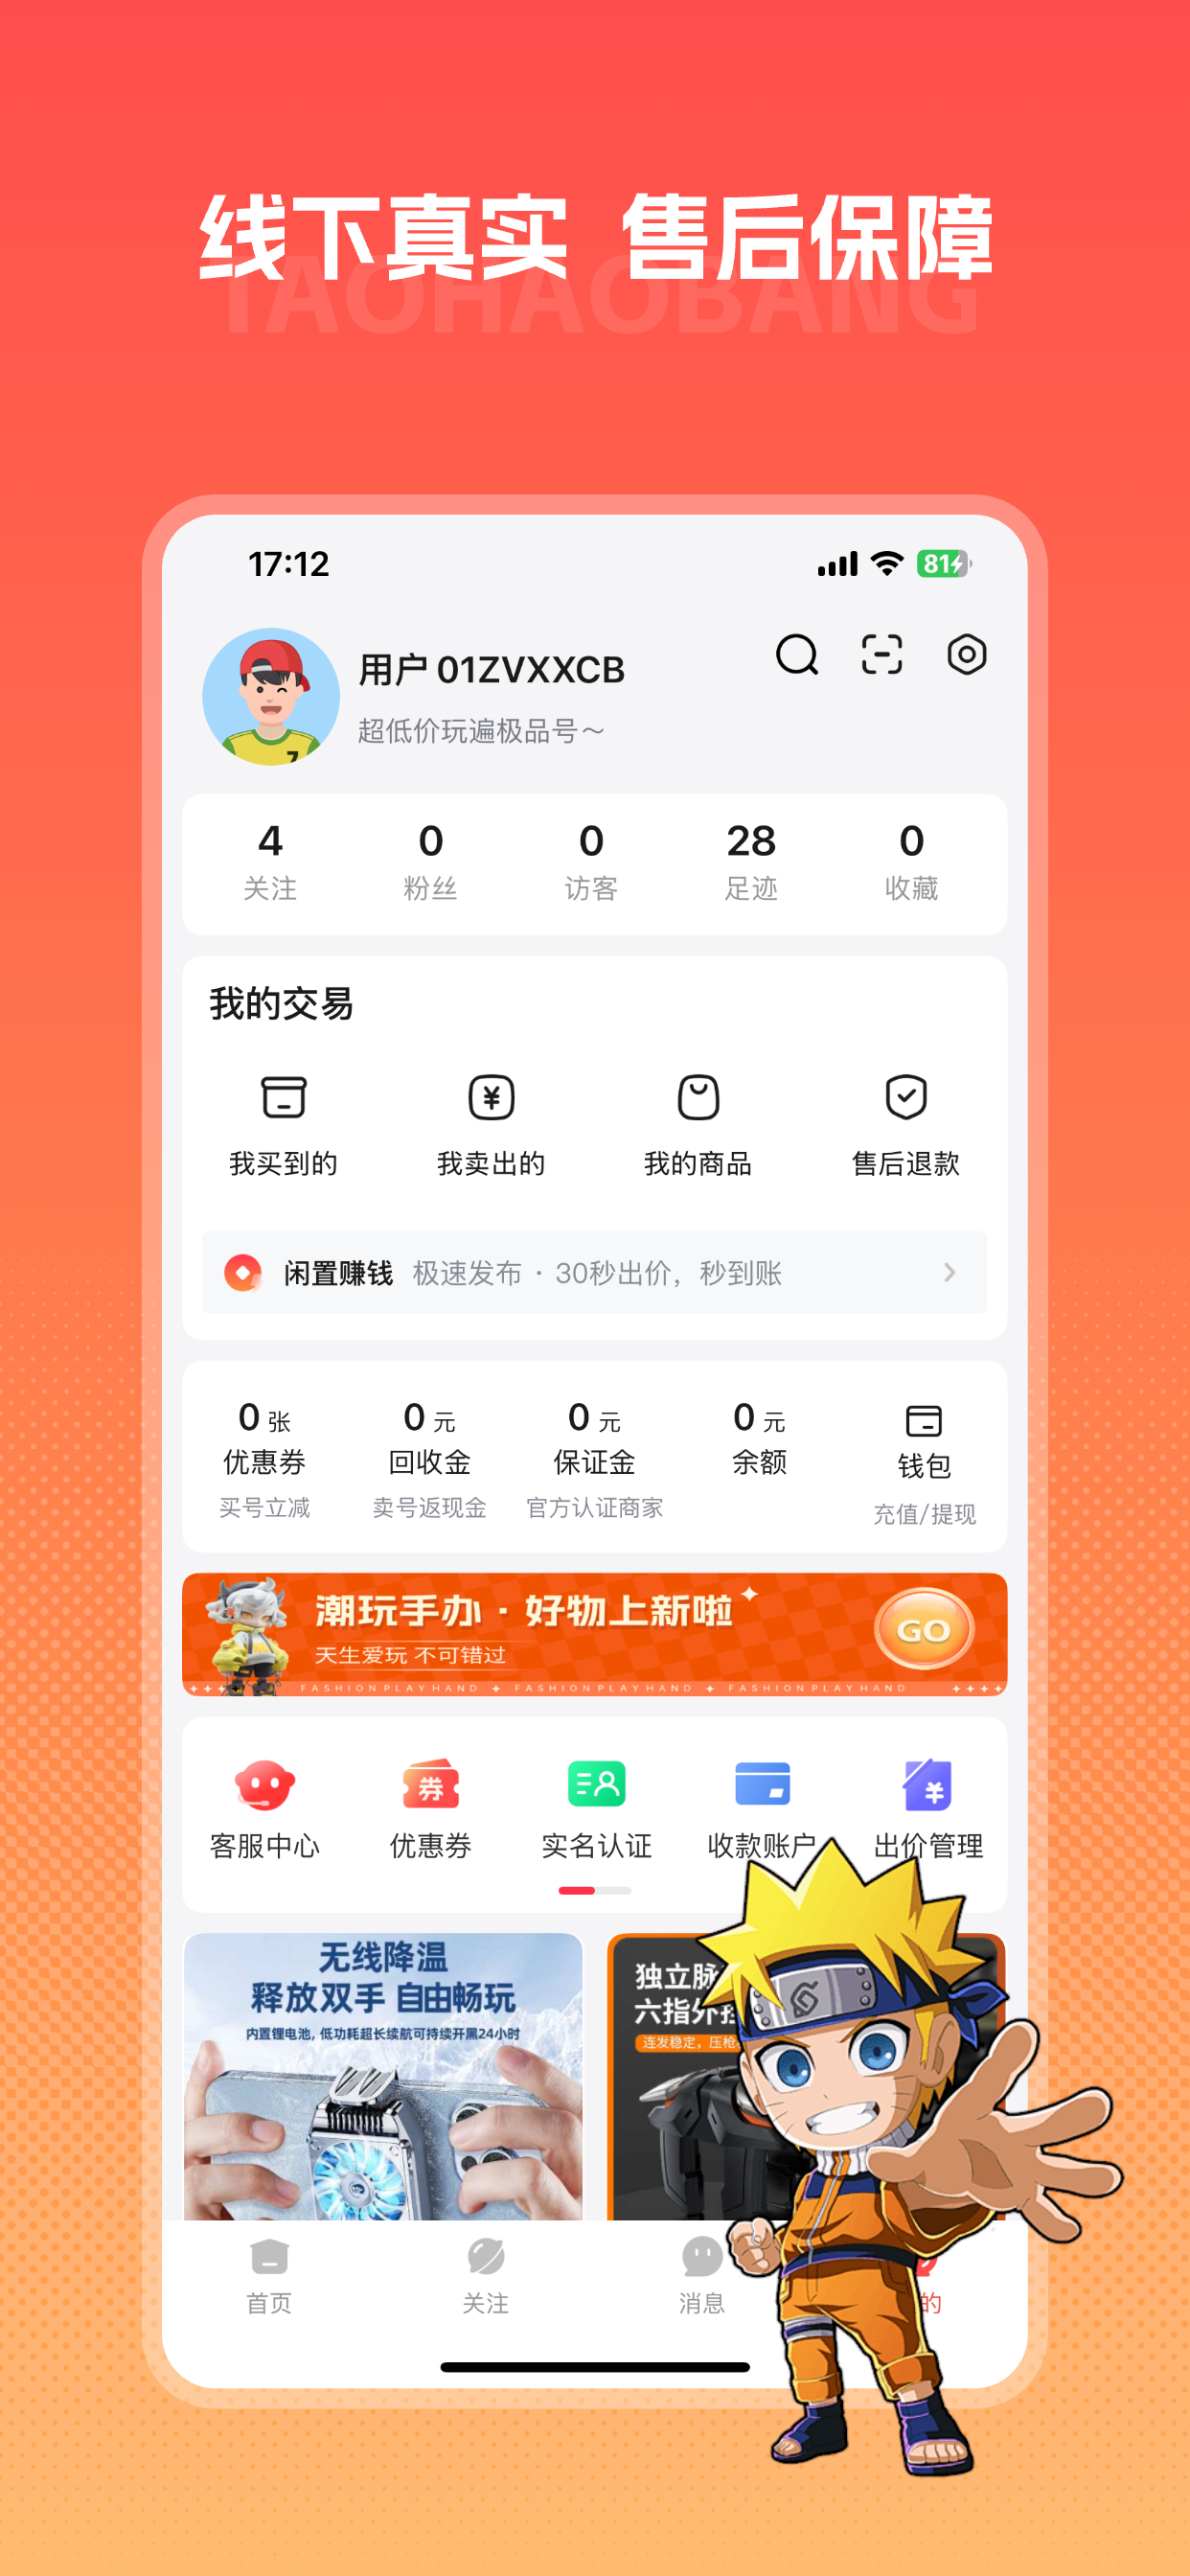 线下真实 售后保障
TAOHAOBANG
17:12
81
用户 01ZVXXCB
超低价玩遍极品号～
7
4 0 0 28 0
关注 粉丝 访客 足迹 收藏
我的交易
我买到的 我卖出的 我的商品 售后退款
闲置赚钱 极速发布 · 30秒出价，秒到账
0 张 0 元 0 元 0 元
优惠券 回收金 保证金 余额 钱包
买号立减 卖号返现金 官方认证商家 充值/提现
潮玩手办 · 好物上新啦
GO
天生爱玩 不可错过
FASHION PLAY HAND FASHION PLAY HAND FASHION PLAY HAND
券
客服中心 优惠券 实名认证 收款账户 出价管理
无线降温
释放双手 自由畅玩
内置锂电池, 低功耗超长续航可持续开黑24小时
独立脉
六指外挂
连发稳定，压枪
首页 关注 消息 的